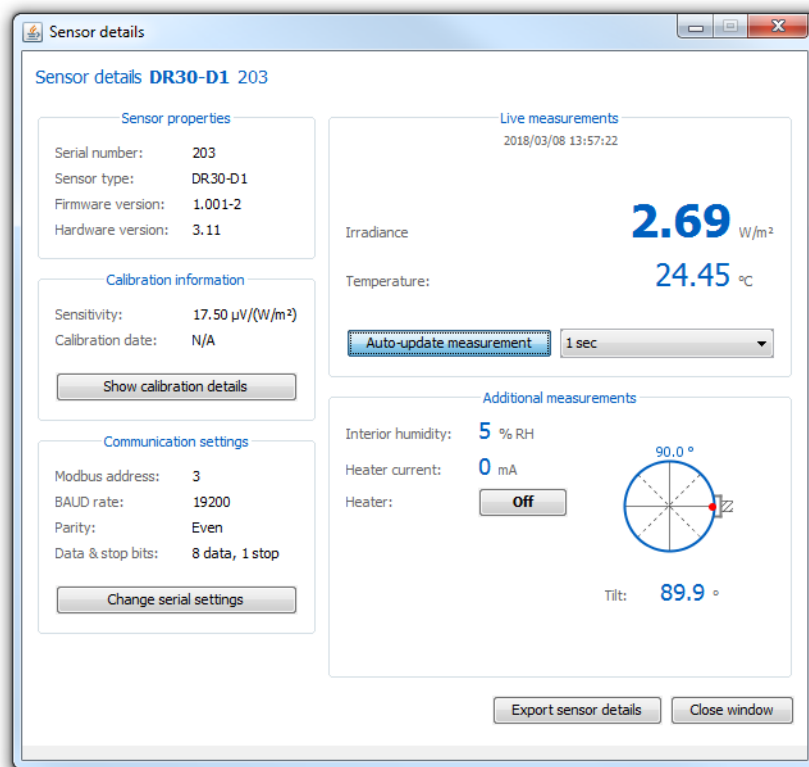 Sensor details
Sensor details DR30-D1 203
Sensor properties
Serial number: 203
Sensor type: DR30-D1
Firmware version: 1.001-2
Hardware version: 3.11
Calibration information
Sensitivity: 17.50 µV/(W/m²)
Calibration date: N/A
Show calibration details
Communication settings
Modbus address: 3
BAUD rate: 19200
Parity: Even
Data & stop bits: 8 data, 1 stop
Change serial settings
Live measurements
2018/03/08 13:57:22
Irradiance 2.69 W/m²
Temperature: 24.45 °C
Auto-update measurement 1 sec
Additional measurements
Interior humidity: 5 % RH
Heater current: 0 mA
Heater: Off
90.0 °
Tilt: 89.9 °
Export sensor details Close window